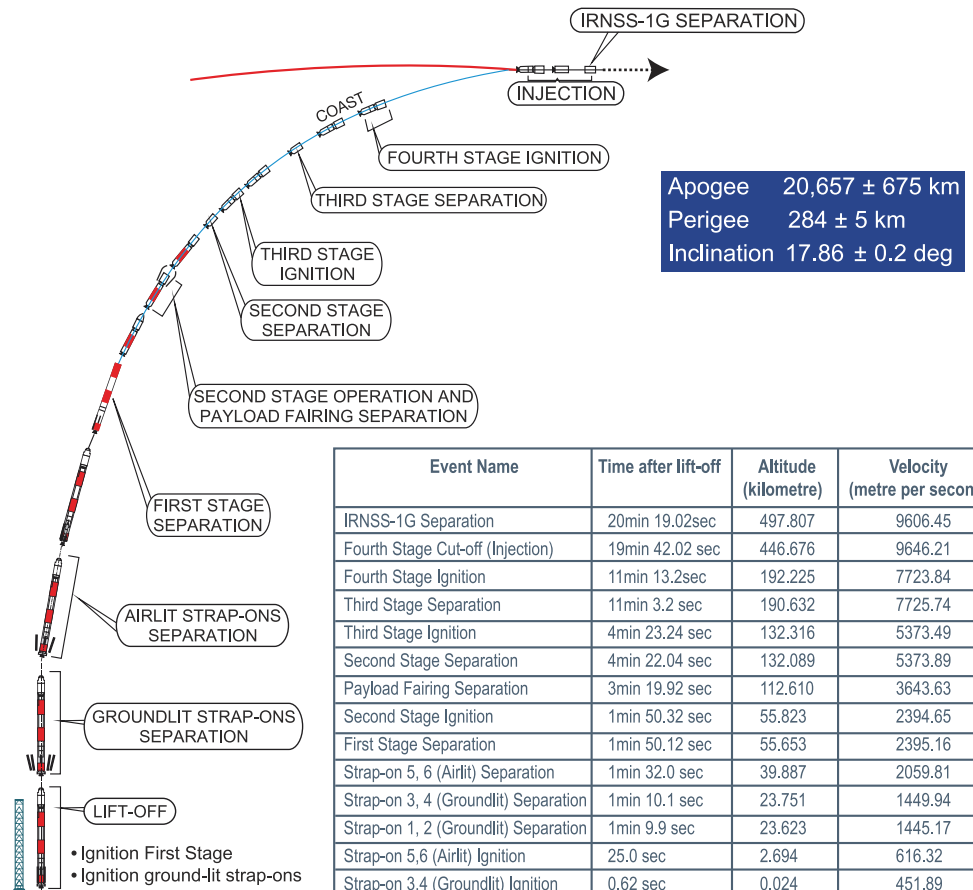 IRNSS-1G SEPARATION
INJECTION
COAST
FOURTH STAGE IGNITION
THIRD STAGE SEPARATION
Apogee 20,657 ± 675 km
Perigee 284 ± 5 km
Inclination 17.86 ± 0.2 deg
THIRD STAGE
IGNITION
SECOND STAGE
SEPARATION
SECOND STAGE OPERATION AND
PAYLOAD FAIRING SEPARATION
FIRST STAGE
SEPARATION
AIRLIT STRAP-ONS
SEPARATION
GROUNDLIT STRAP-ONS
SEPARATION
LIFT-OFF
• Ignition First Stage
• Ignition ground-lit strap-ons
Event Name Time after lift-off Altitude (kilometre) Velocity (metre per secon
IRNSS-1G Separation 20min 19.02sec 497.807 9606.45
Fourth Stage Cut-off (Injection) 19min 42.02 sec 446.676 9646.21
Fourth Stage Ignition 11min 13.2sec 192.225 7723.84
Third Stage Separation 11min 3.2 sec 190.632 7725.74
Third Stage Ignition 4min 23.24 sec 132.316 5373.49
Second Stage Separation 4min 22.04 sec 132.089 5373.89
Payload Fairing Separation 3min 19.92 sec 112.610 3643.63
Second Stage Ignition 1min 50.32 sec 55.823 2394.65
First Stage Separation 1min 50.12 sec 55.653 2395.16
Strap-on 5, 6 (Airlit) Separation 1min 32.0 sec 39.887 2059.81
Strap-on 3, 4 (Groundlit) Separation 1min 10.1 sec 23.751 1449.94
Strap-on 1, 2 (Groundlit) Separation 1min 9.9 sec 23.623 1445.17
Strap-on 5,6 (Airlit) Ignition 25.0 sec 2.694 616.32
Strap-on 3,4 (Groundlit) Ignition 0.62 sec 0.024 451.89